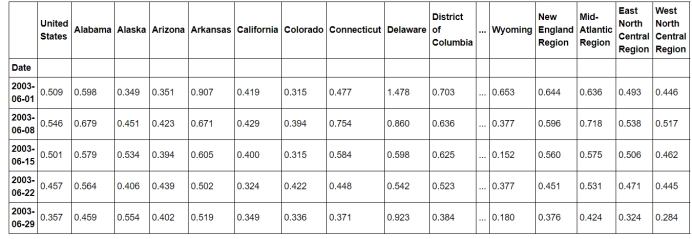 United States Alabama Alaska Arizona Arkansas California Colorado Connecticut Delaware District of Columbia ... Wyoming New England Region Mid-Atlantic Region East North Central Region West North Central Region
Date
2003-06-01 0.509 0.598 0.349 0.351 0.907 0.419 0.315 0.477 1.478 0.703 ... 0.653 0.644 0.636 0.493 0.446
2003-06-08 0.546 0.679 0.451 0.423 0.671 0.429 0.394 0.754 0.860 0.636 ... 0.377 0.596 0.718 0.538 0.517
2003-06-15 0.501 0.579 0.534 0.394 0.605 0.400 0.315 0.584 0.598 0.625 ... 0.152 0.560 0.575 0.506 0.462
2003-06-22 0.457 0.564 0.406 0.439 0.502 0.324 0.422 0.448 0.542 0.523 ... 0.377 0.451 0.531 0.471 0.445
2003-06-29 0.357 0.459 0.554 0.402 0.519 0.349 0.336 0.371 0.923 0.384 ... 0.180 0.376 0.424 0.324 0.284